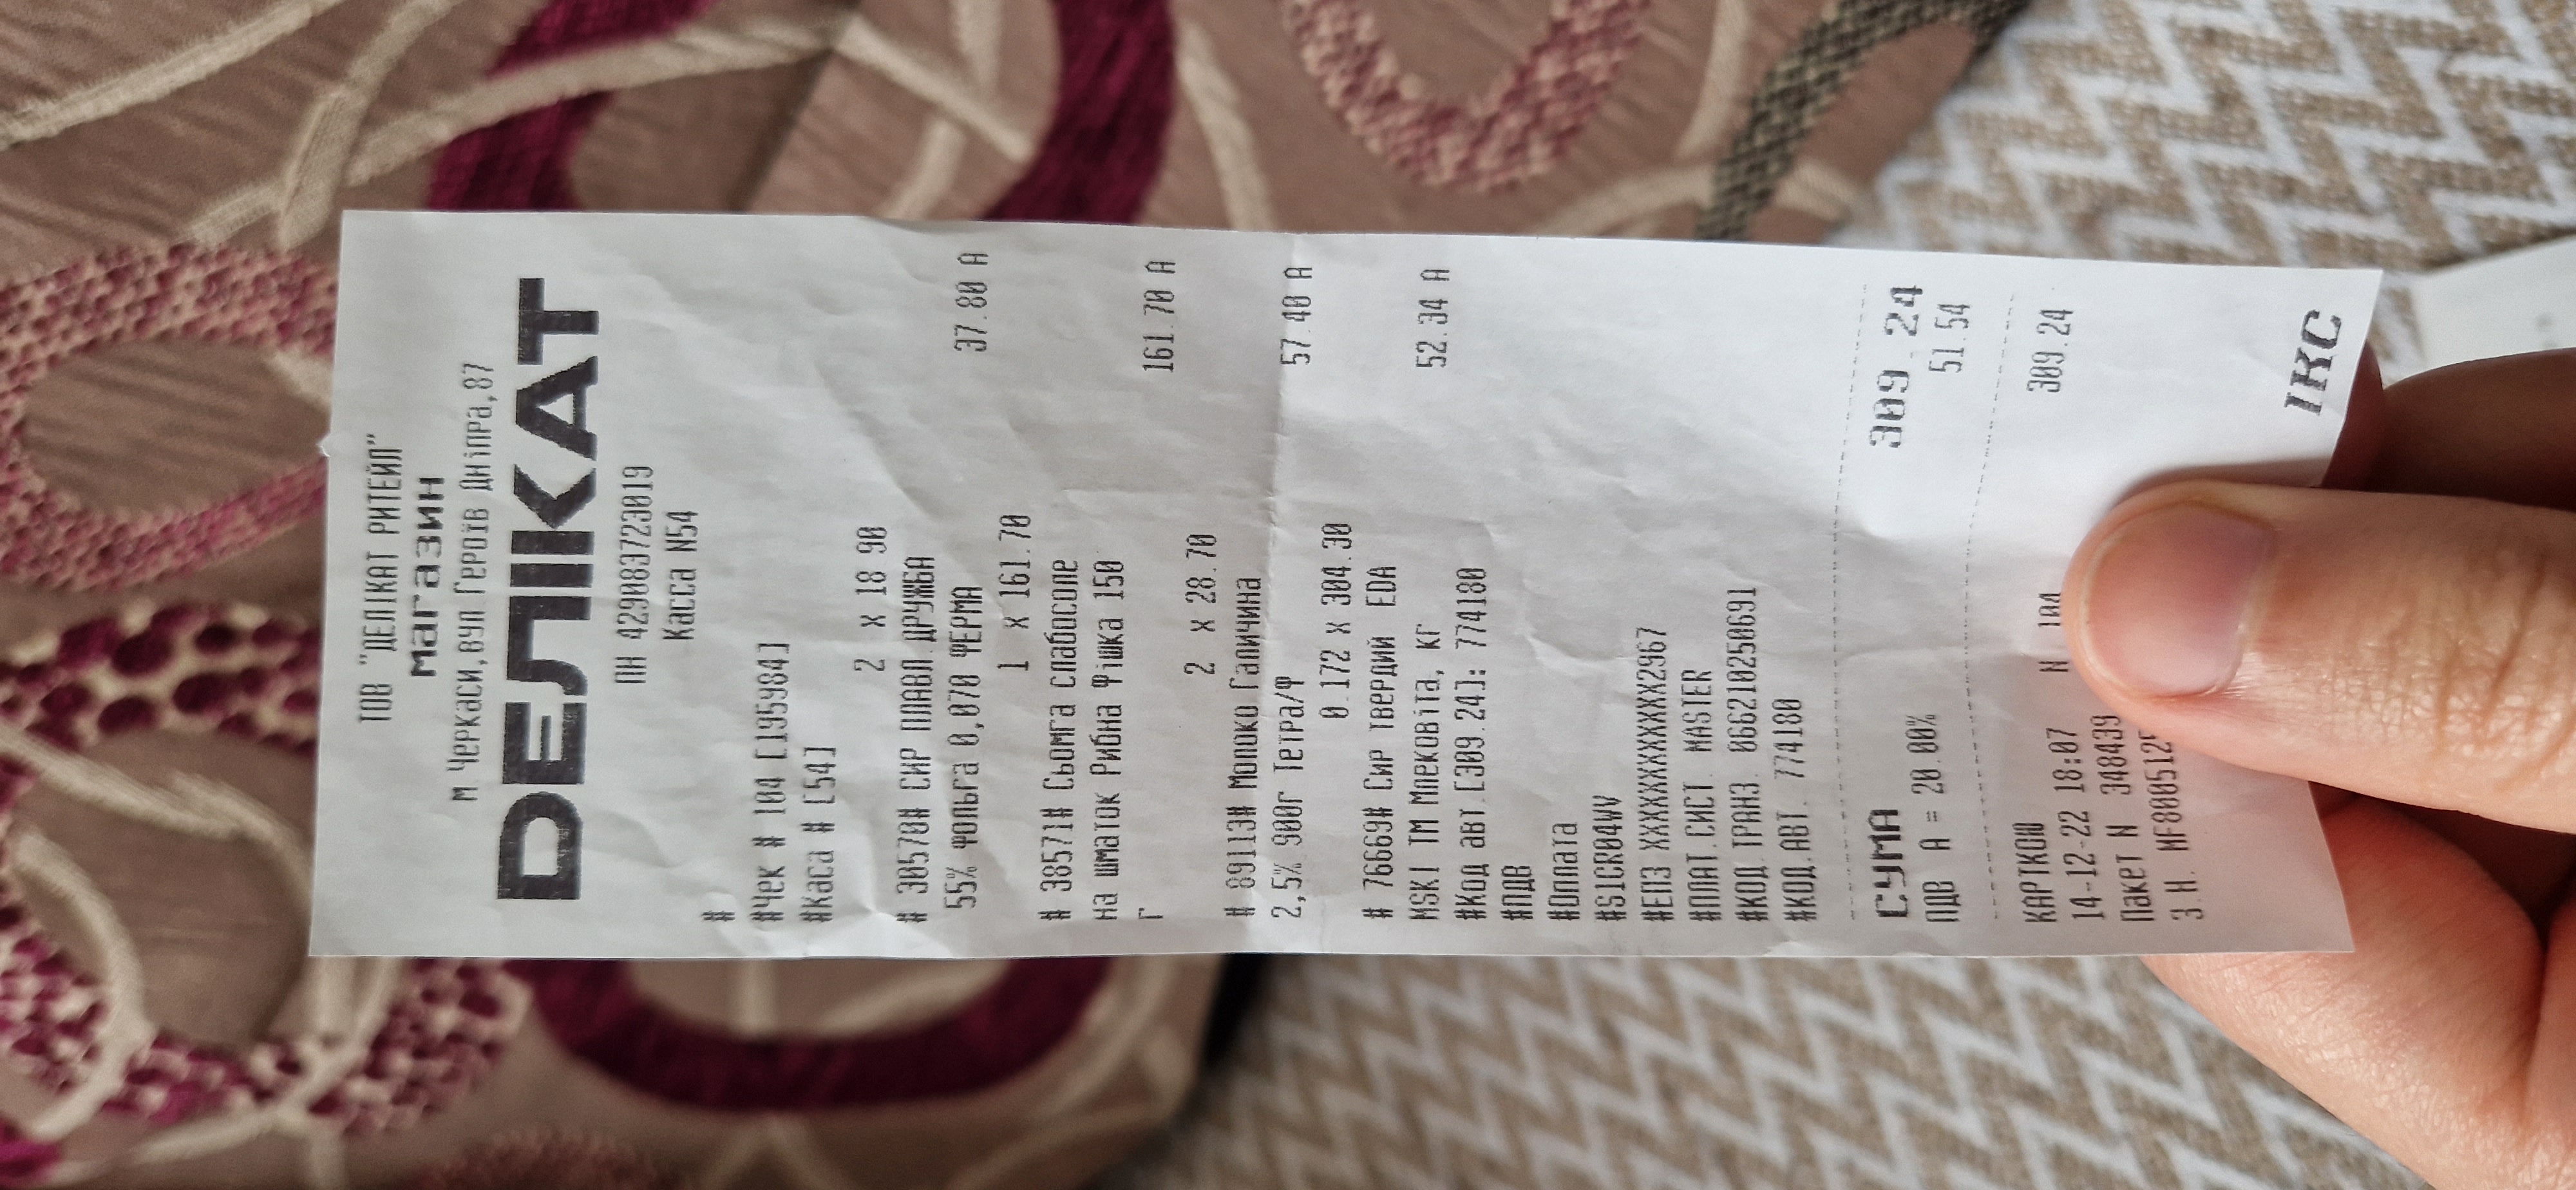 ТОВ "ДЕЛІКАТ РИТЕЙЛ"
магазин
м.Черкаси,вул Героїв Дніпра,87
DЕЛІКАТ
ПН 429083723019
Касса N54
#
#Чек # 104 [195984]
#Каса # [54]
2 X 18.90
# 30570# СИР ПЛАВЛ.ДРУЖБА
55% ФОЛЬГА 0,070 ФЕРМА 37.80 А
1 X 161.70
# 38571# Сьомга слабосоле
на шматок Рибна Фішка 150
г 161.70 А
2 X 28.70
# 89113# Молоко Галичина
2,5% 900г Тетра/Ф 57.40 А
0.172 X 304.30
# 76669# Сир твердий EDA
MSKI ТМ Млековіта, кг 52.34 А
#Код авт.[309.24]: 774180
#ПДВ
#Оплата
#S1CR04WV
#ЕПЗ XXXXXXXXXXXX2967
#ПЛАТ.СИСТ. MASTER
#КОД.ТРАНЗ. 066210250691
#КОД.АВТ. 774180
СУМА 309.24
ПДВ А = 20.00% 51.54
КАРТКОЮ 309.24
14-12-22 18:07 N 104
Пакет N 348439
З.Н.
ІКС